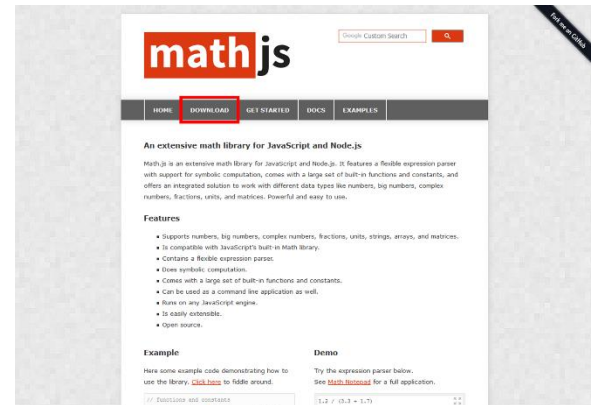 Fork me on GitHub
math js
Google Custom Search
HOME DOWNLOAD GET STARTED DOCS EXAMPLES
An extensive math library for JavaScript and Node.js
Math.js is an extensive math library for JavaScript and Node.js. It features a flexible expression parser
with support for symbolic computation, comes with a large set of built-in functions and constants, and
offers an integrated solution to work with different data types like numbers, big numbers, complex
numbers, fractions, units, and matrices. Powerful and easy to use.
Features
Supports numbers, big numbers, complex numbers, fractions, units, strings, arrays, and matrices.
Is compatible with JavaScript's built-in Math library.
Contains a flexible expression parser.
Does symbolic computation.
Comes with a large set of built-in functions and constants.
Can be used as a command line application as well.
Runs on any JavaScript engine.
Is easily extensible.
Open source.
Example
Here some example code demonstrating how to
use the library. Click here to fiddle around.
// functions and constants
Demo
Try the expression parser below.
See Math Notepad for a full application.
1.2 / (3.3 + 1.7)